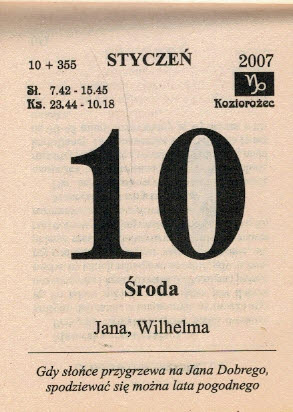 10 + 355 STYCZEŃ 2007
Sł. 7.42 - 15.45
Ks. 23.44 - 10.18 Koziorożec
10
Środa
Jana, Wilhelma
Gdy słońce przygrzewa na Jana Dobrego,
spodziewać się można lata pogodnego